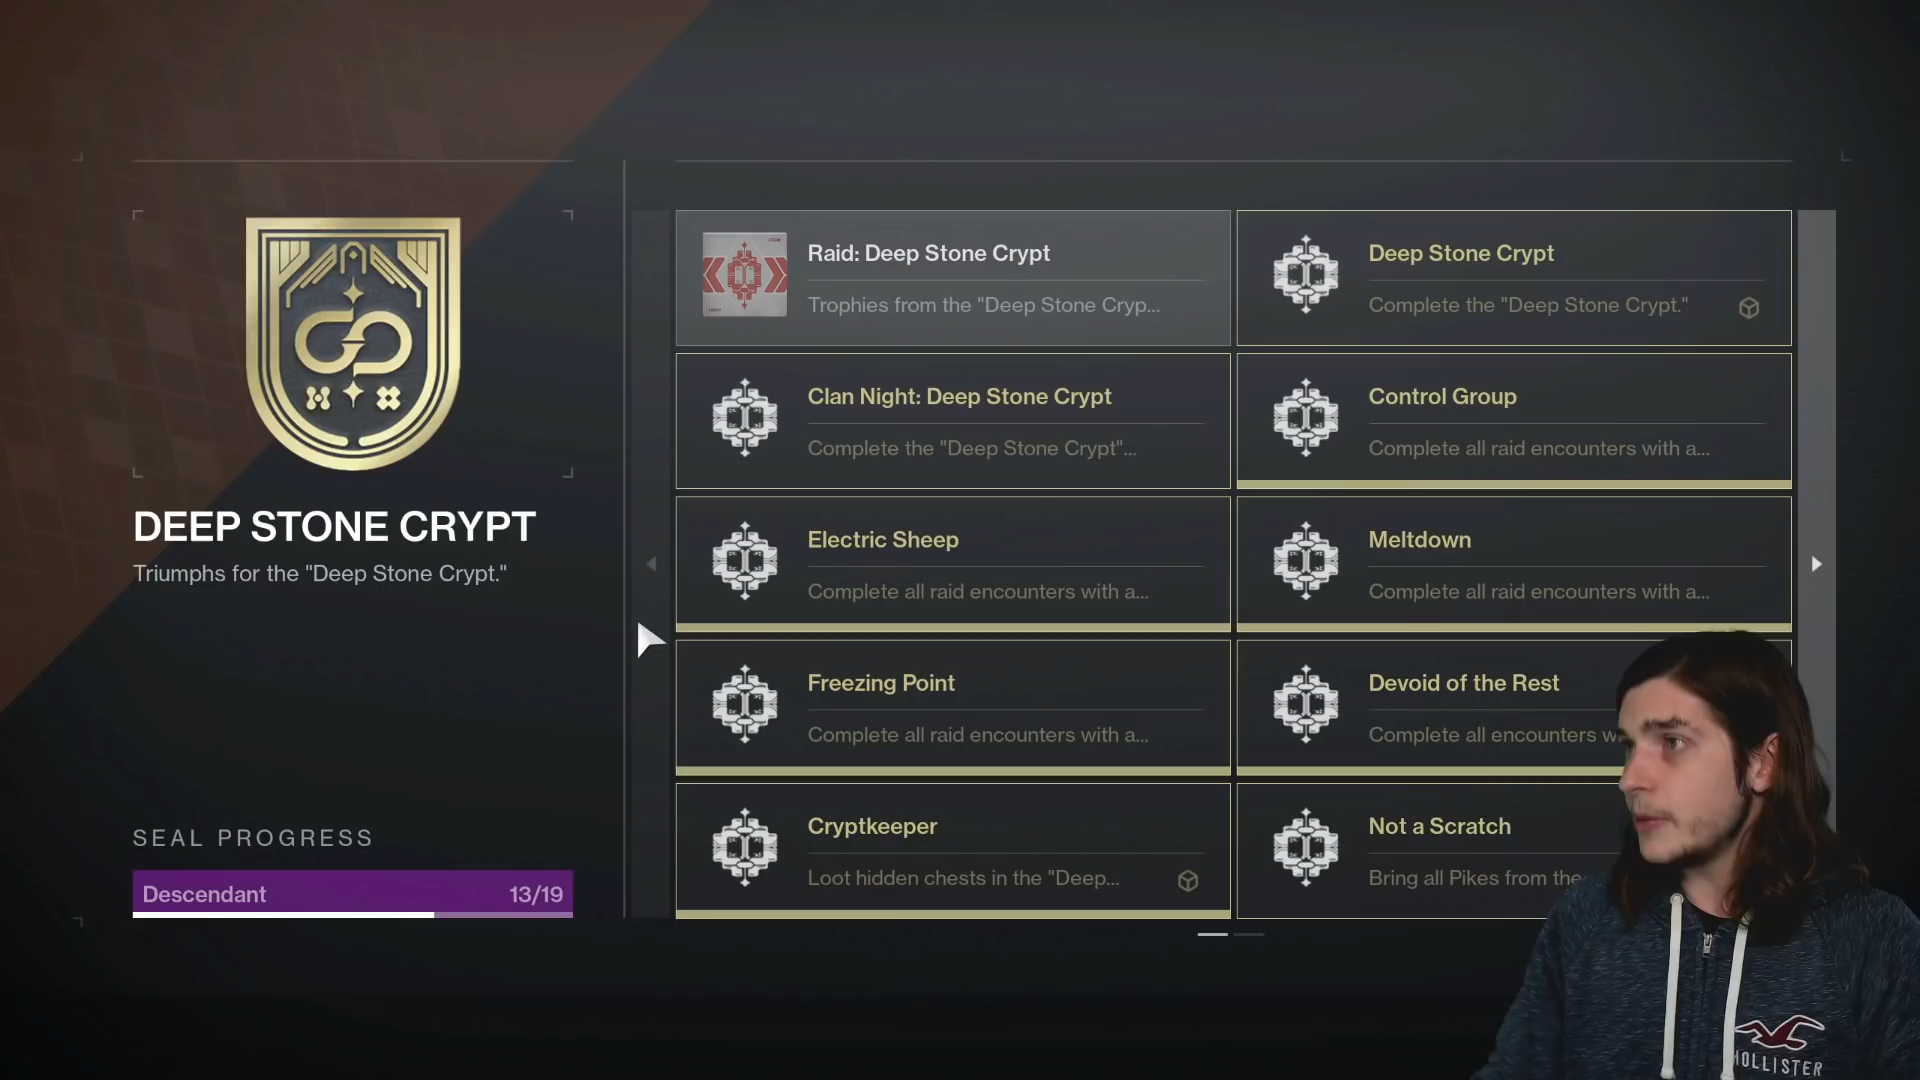 DEEP STONE CRYPT
Triumphs for the "Deep Stone Crypt."
SEAL PROGRESS
Descendant 13/19
Raid: Deep Stone Crypt
Trophies from the "Deep Stone Cryp...
Deep Stone Crypt
Complete the "Deep Stone Crypt."
Clan Night: Deep Stone Crypt
Complete the "Deep Stone Crypt"...
Control Group
Complete all raid encounters with a...
Electric Sheep
Complete all raid encounters with a...
Meltdown
Complete all raid encounters with a...
Freezing Point
Complete all raid encounters with a...
Devoid of the Rest
Complete all encounters w
Cryptkeeper
Loot hidden chests in the "Deep...
Not a Scratch
Bring all Pikes from the
HOLLISTER